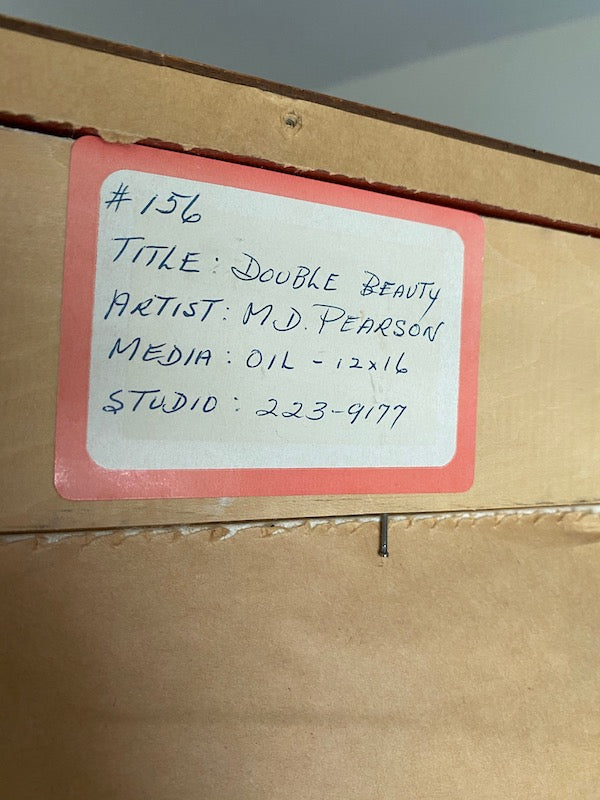 # 156
TITLE: DOUBLE BEAUTY
ARTIST: M.D. PEARSON
MEDIA: OIL - 12x16
STUDIO: 223-9177